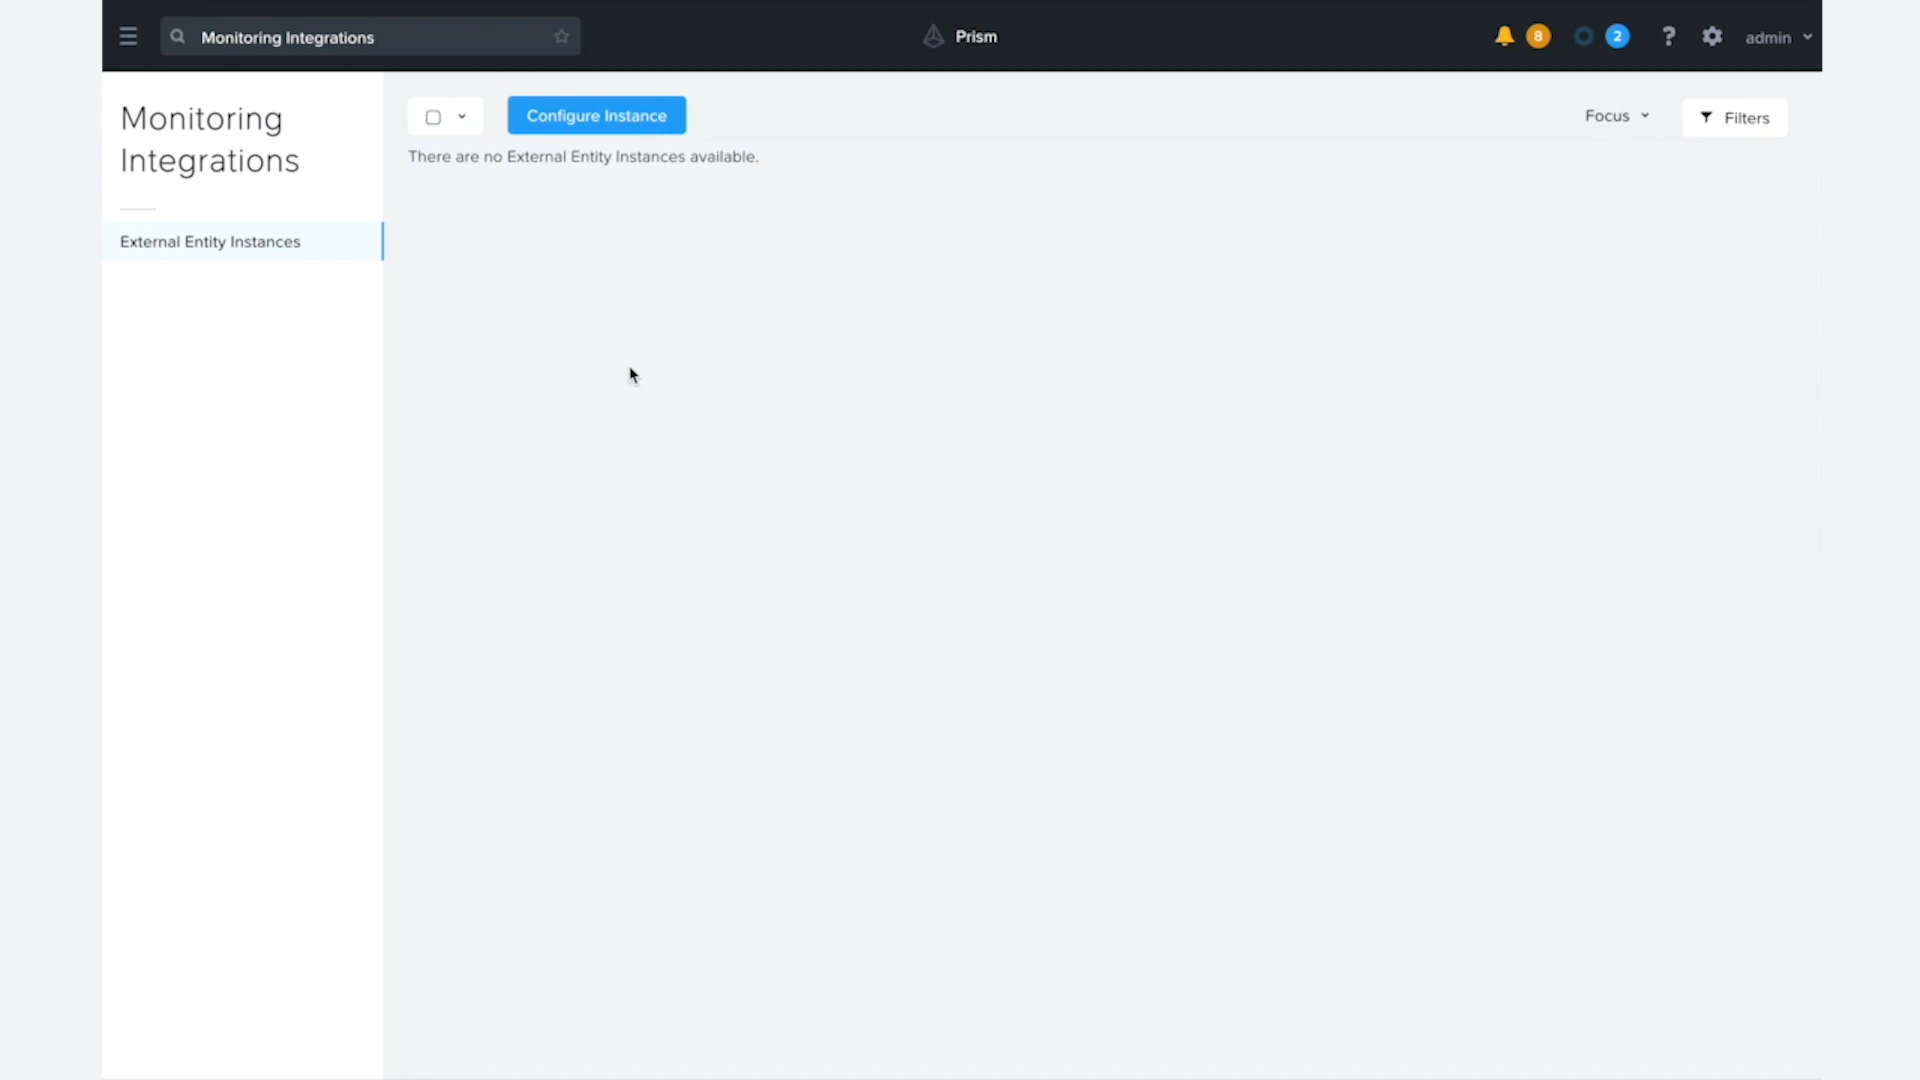 Monitoring Integrations
Prism
8
2
?
admin
Monitoring
Integrations
Configure Instance
Focus
Filters
There are no External Entity Instances available.
External Entity Instances